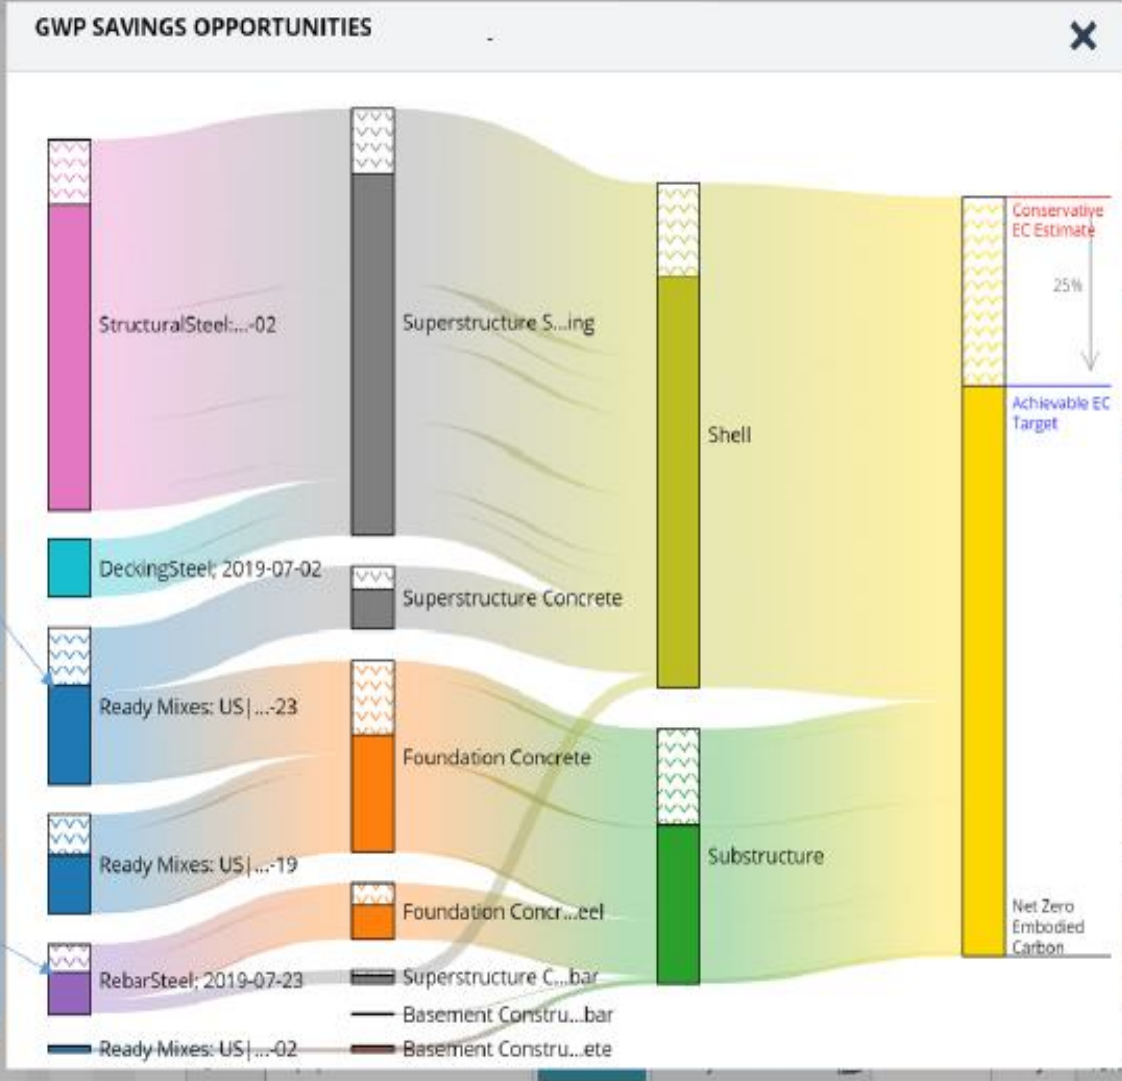 GWP SAVINGS OPPORTUNITIES
-
Conservative
EC Estimate
25%
StructuralSteel:...-02
Superstructure S...ing
Achievable EC
Target
Shell
DeckingSteel; 2019-07-02
Superstructure Concrete
Ready Mixes: US|...-23
Foundation Concrete
Ready Mixes: US|...-19
Substructure
Foundation Concr...eel
Net Zero
Embodied
Carbon
RebarSteel; 2019-07-23
Superstructure C...bar
Basement Constru...bar
Ready Mixes: US|...-02
Basement Constru...ete